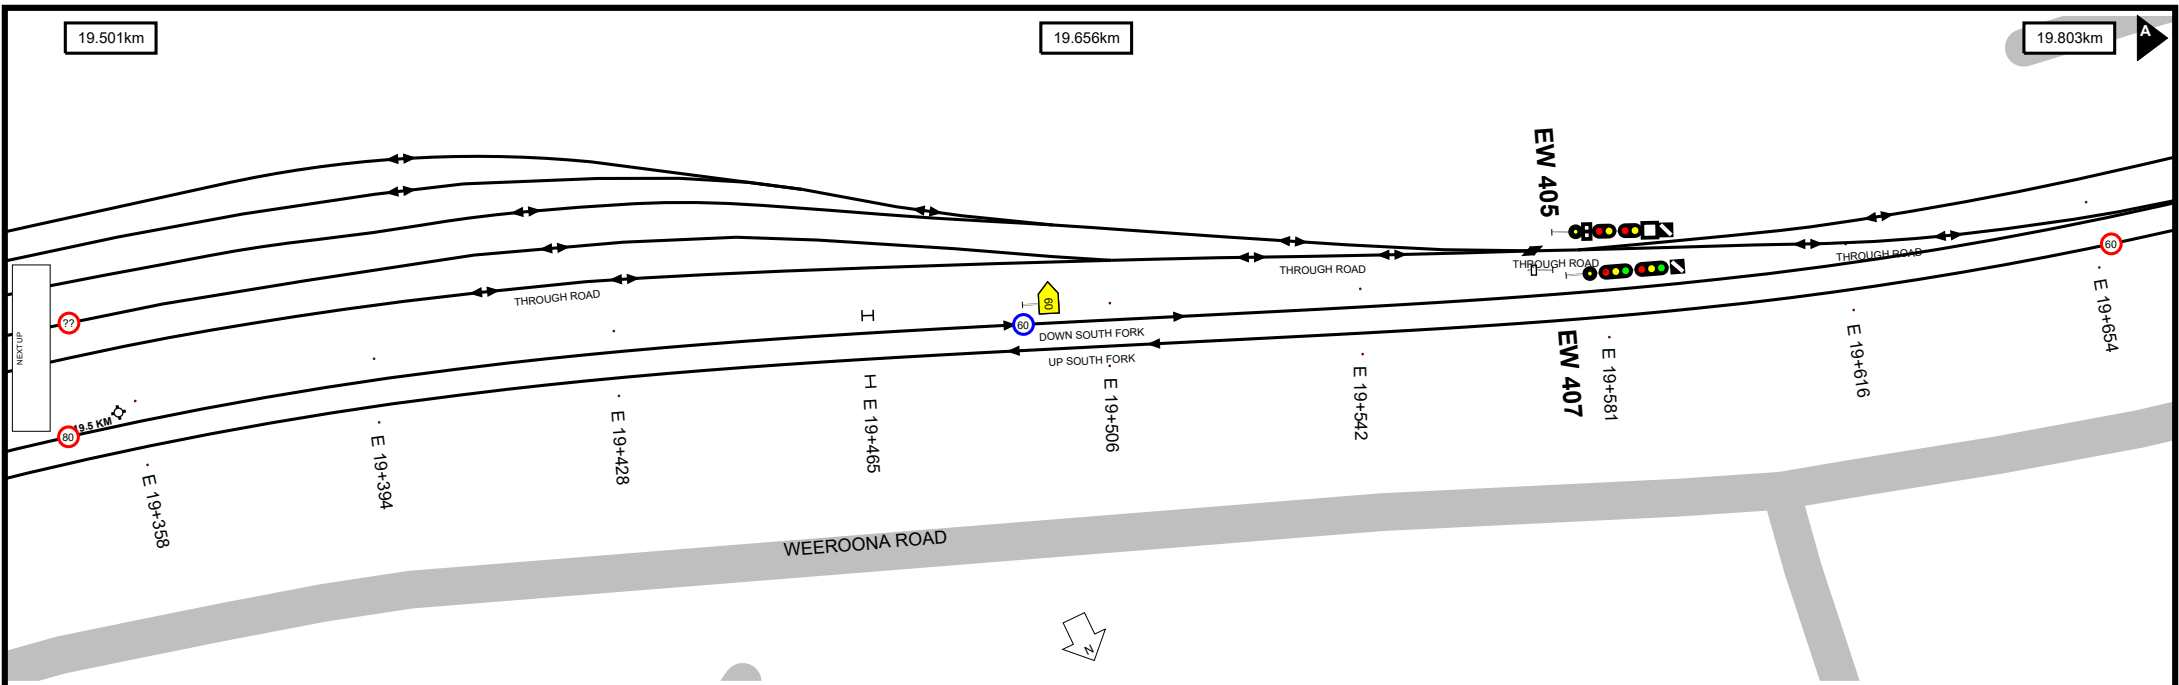 19.501km
19.656km
19.803km
A
EW 405
THROUGH ROAD
THROUGH ROAD
THROUGH ROAD
THROUGH ROAD
60
??
NEXT UP
60
60
DOWN SOUTH FORK
UP SOUTH FORK
H
H
EW 407
19.5 KM
80
E 19+358
E 19+394
E 19+428
E 19+465
E 19+506
E 19+542
E 19+581
E 19+616
E 19+654
WEEROONA ROAD
N